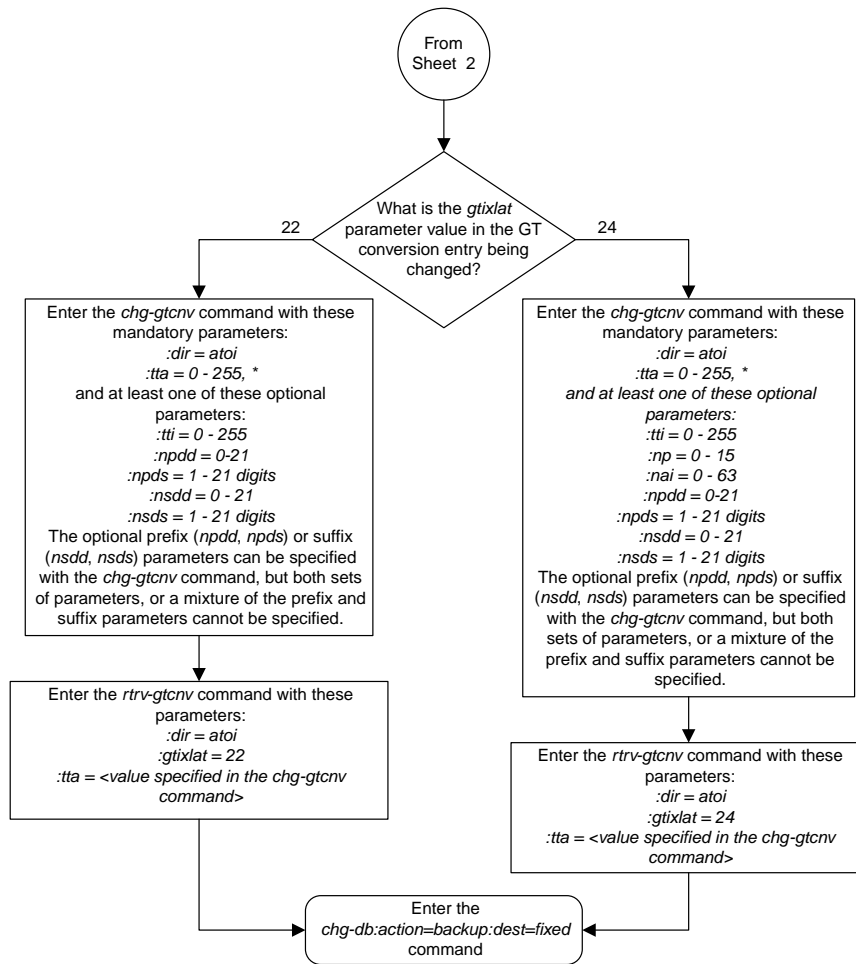 From
Sheet 2
What is the gtixlat
parameter value in the GT
conversion entry being
changed?
22
24
Enter the chg-gtcnv command with these
mandatory parameters:
:dir = atoi
:tta = 0 - 255, *
and at least one of these optional
parameters:
:tti = 0 - 255
:npdd = 0-21
:npds = 1 - 21 digits
:nsdd = 0 - 21
:nsds = 1 - 21 digits
The optional prefix (npdd, npds) or suffix
(nsdd, nsds) parameters can be specified
with the chg-gtcnv command, but both sets
of parameters, or a mixture of the prefix and
suffix parameters cannot be specified.
Enter the chg-gtcnv command with these
mandatory parameters:
:dir = atoi
:tta = 0 - 255, *
and at least one of these optional
parameters:
:tti = 0 - 255
:np = 0 - 15
:nai = 0 - 63
:npdd = 0-21
:npds = 1 - 21 digits
:nsdd = 0 - 21
:nsds = 1 - 21 digits
The optional prefix (npdd, npds) or suffix
(nsdd, nsds) parameters can be specified
with the chg-gtcnv command, but both
sets of parameters, or a mixture of the
prefix and suffix parameters cannot be
specified.
Enter the rtrv-gtcnv command with these
parameters:
:dir = atoi
:gtixlat = 22
:tta = <value specified in the chg-gtcnv
command>
Enter the rtrv-gtcnv command with these
parameters:
:dir = atoi
:gtixlat = 24
:tta = <value specified in the chg-gtcnv
command>
Enter the
chg-db:action=backup:dest=fixed
command